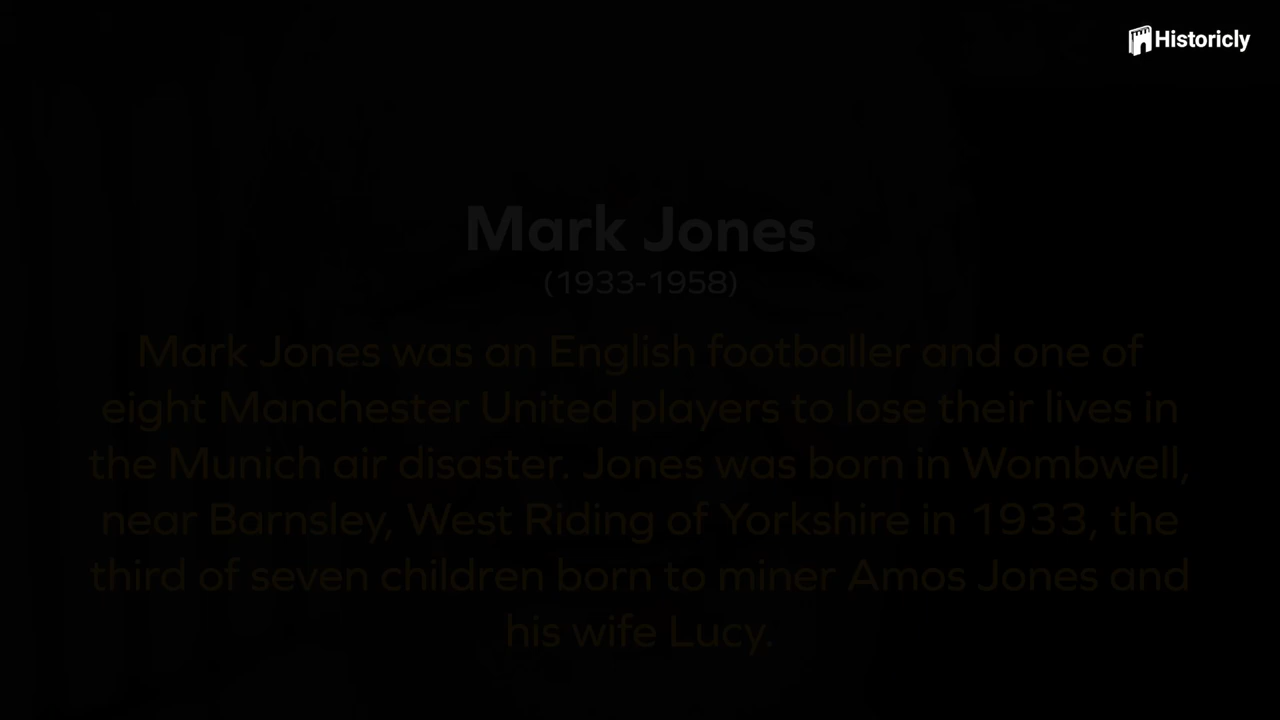 Historicly
Mark Jones
(1933-1958)
Mark Jones was an English footballer and one of
eight Manchester United players to lose their lives in
the Munich air disaster. Jones was born in Wombwell,
near Barnsley, West Riding of Yorkshire in 1933, the
third of seven children born to miner Amos Jones and
his wife Lucy.